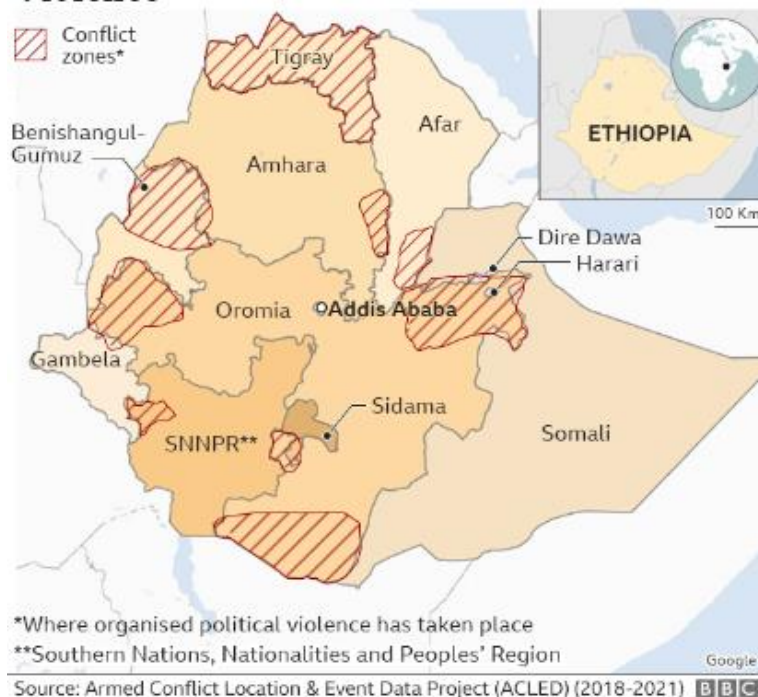 Conflict
zones*
Tigray
Afar
Benishangul-
Gumuz
Amhara
ETHIOPIA
100 Km
Dire Dawa
Harari
Oromia
Addis Ababa
Gambela
Sidama
SNNPR**
Somali
*Where organised political violence has taken place
**Southern Nations, Nationalities and Peoples' Region
Google
Source: Armed Conflict Location & Event Data Project (ACLED) (2018-2021) BBC